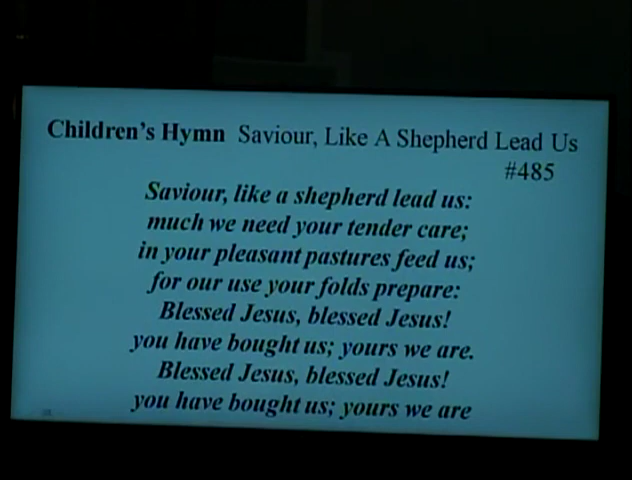 Children's Hymn Saviour, Like A Shepherd Lead Us
#485
Saviour, like a shepherd lead us:
much we need your tender care;
in your pleasant pastures feed us;
for our use your folds prepare:
Blessed Jesus, blessed Jesus!
you have bought us; yours we are.
Blessed Jesus, blessed Jesus!
you have bought us; yours we are